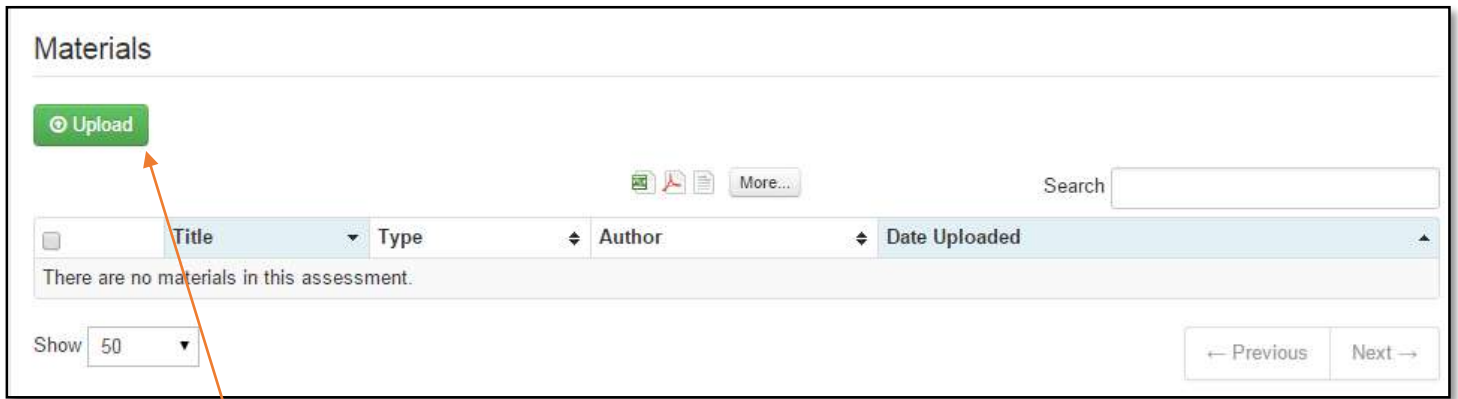 Materials
Upload
More... Search
Title Type Author Date Uploaded
There are no materials in this assessment.
Show 50 ← Previous Next →